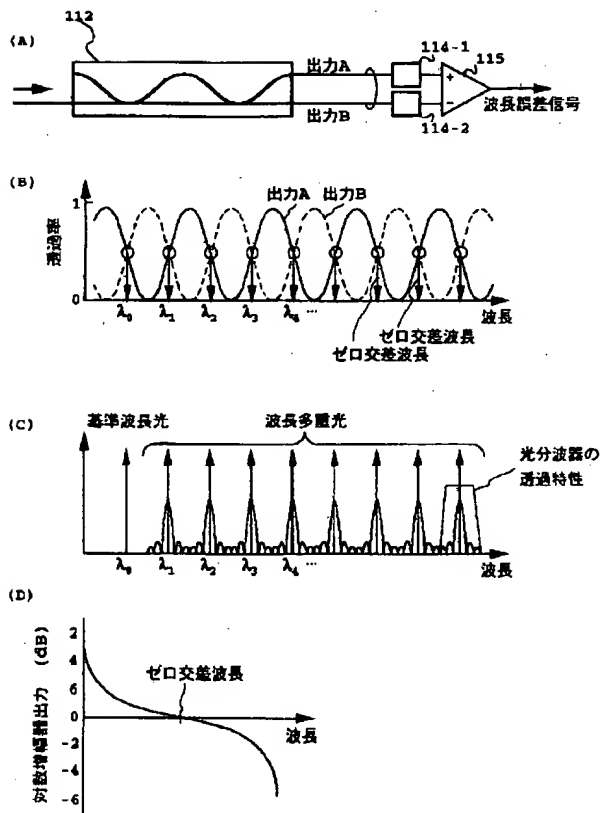 (A)
112
出力A
出力B
114-1
115
114-2
+
−
波長誤差信号
(B)
透過率
1
0
出力A 出力B
λ₀ λ₁ λ₂ λ₃ λ₄ …
波長
ゼロ交差波長
ゼロ交差波長
(C)
基準波長光
波長多重光
光分波器の
透過特性
λ₀ λ₁ λ₂ λ₃ λ₄ …
波長
(D)
対数増幅器出力 (dB)
2
4
6
0
-2
-4
-6
ゼロ交差波長
波長